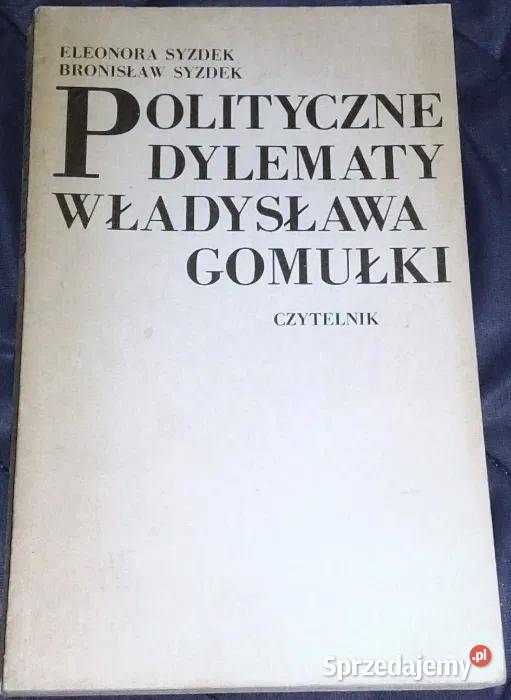 ELEONORA SYZDEK
BRONISŁAW SYZDEK
POLITYCZNE
DYLEMATY
WŁADYSŁAWA
GOMUŁKI
CZYTELNIK
Sprzedajemy.pl